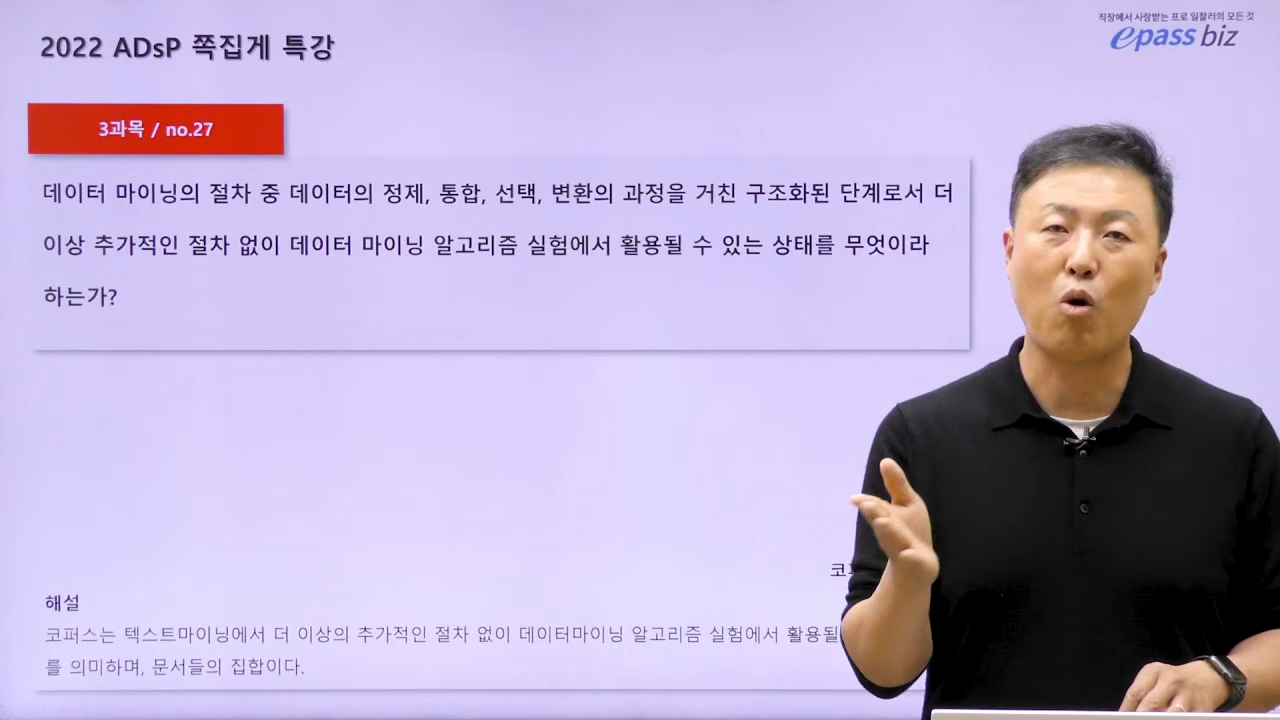 2022 ADsP 쪽집게 특강
직장에서 사랑받는 프로 일잘러의 모든 것
epass biz
3과목 / no.27
데이터 마이닝의 절차 중 데이터의 정제, 통합, 선택, 변환의 과정을 거친 구조화된 단계로서 더
이상 추가적인 절차 없이 데이터 마이닝 알고리즘 실험에서 활용될 수 있는 상태를 무엇이라
하는가?
해설
코퍼스는 텍스트마이닝에서 더 이상의 추가적인 절차 없이 데이터마이닝 알고리즘 실험에서 활용될
를 의미하며, 문서들의 집합이다.